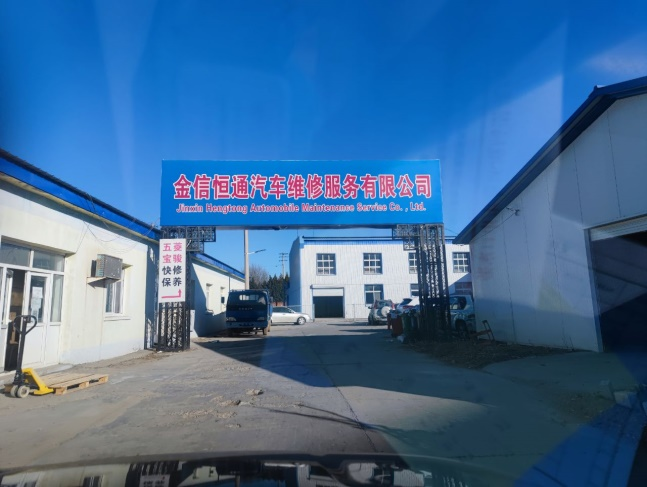 金信恒通汽车维修服务有限公司
Jinxin Hengtong Automobile Maintenance Service Co., Ltd.
五菱
宝骏
快修
保养